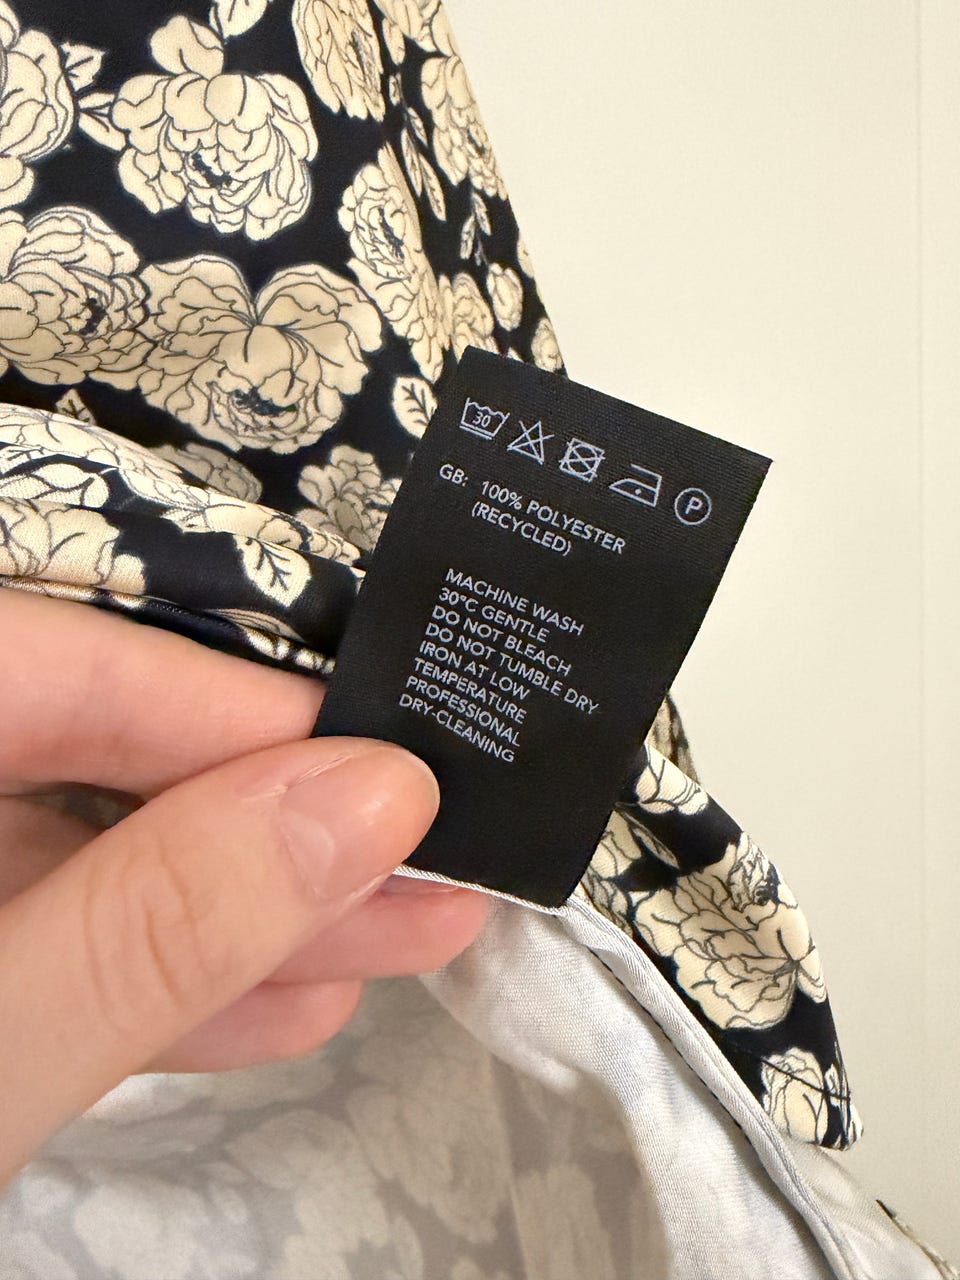 30
P
GB: 100% POLYESTER
(RECYCLED)
MACHINE WASH
30°C GENTLE
DO NOT BLEACH
DO NOT TUMBLE DRY
IRON AT LOW
TEMPERATURE
PROFESSIONAL
DRY-CLEANING